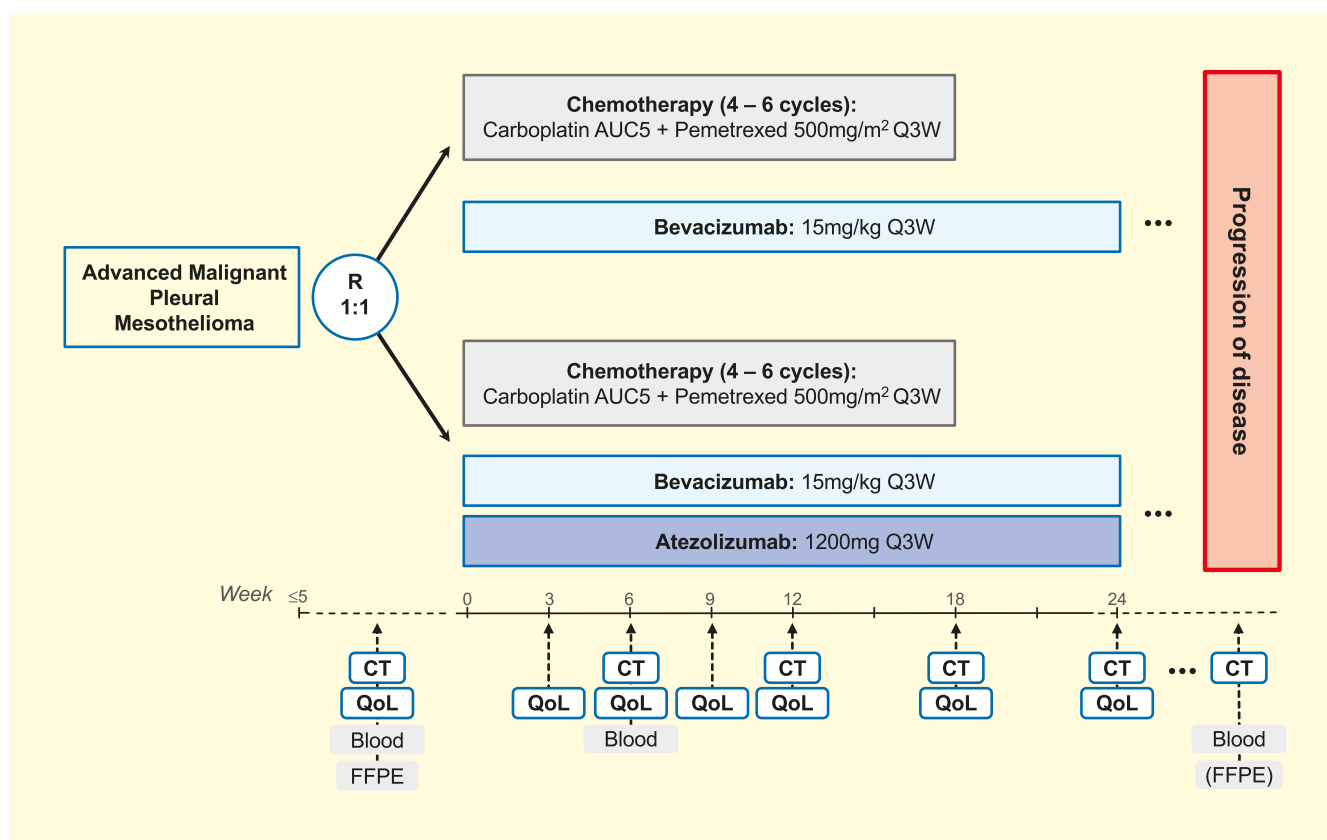 Chemotherapy (4 – 6 cycles):
Carboplatin AUC5 + Pemetrexed 500mg/m² Q3W
Bevacizumab: 15mg/kg Q3W
•••
Advanced Malignant
Pleural
Mesothelioma
R
1:1
Chemotherapy (4 – 6 cycles):
Carboplatin AUC5 + Pemetrexed 500mg/m² Q3W
Bevacizumab: 15mg/kg Q3W
•••
Atezolizumab: 1200mg Q3W
Progression of disease
Week ≤5 0 3 6 9 12 18 24
CT CT CT CT CT ••• CT
QoL QoL QoL QoL QoL QoL QoL
Blood Blood Blood
FFPE (FFPE)